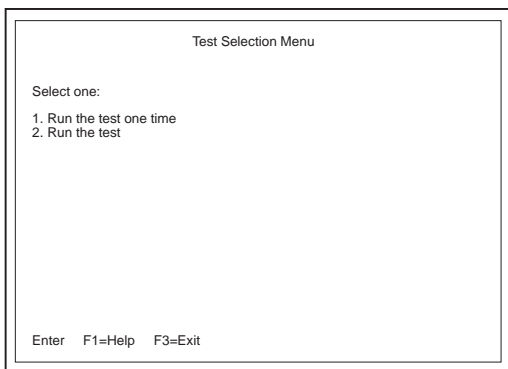 Test Selection Menu
Select one:
1. Run the test one time
2. Run the test
Enter F1=Help F3=Exit